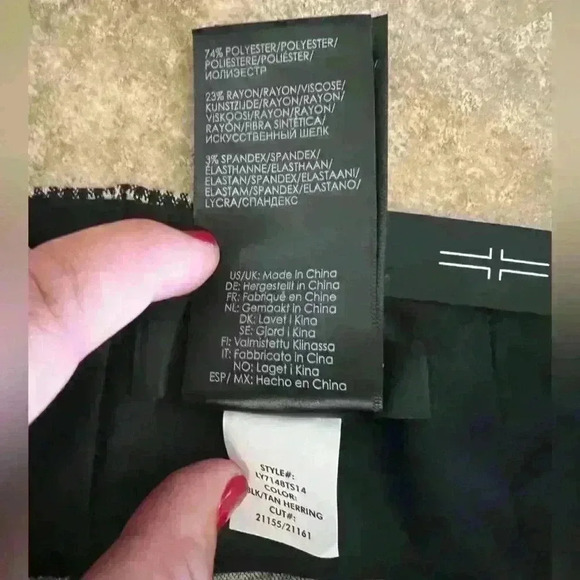 74% POLYESTER/POLYESTER/
POLIESTERE/POLIÉSTER/
ИОЛИЭЕСТР
23% RAYON/RAYON/VISCOSE/
KUNSTZIJDE/RAYON/RAYON/
VISKOOSI/RAYON/RAYON/
RAYÓN/FIBRA SINTÉTICA/
ИСКУССТВЕННЫЙ ШЕЛК
3% SPANDEX/SPANDEX/
ÉLASTHANNE/ELASTHAAN/
ELASTAN/SPANDEX/ELASTAANI/
ELASTAM/SPANDEX/ELASTANO/
LYCRA/СПАНДЕКС
US/UK: Made in China
DE: Hergestellt in China
FR: Fabriqué en Chine
NL: Gemaakt in China
DK: Lavet i Kina
SE: Gjord i Kina
FI: Valmistettu Kiinassa
IT: Fabbricato in Cina
NO: Laget i Kina
ESP/ MX: Hecho en China
STYLE#:
LY714BTS14
COLOR:
BLK/TAN HERRING
CUT#:
21155/21161